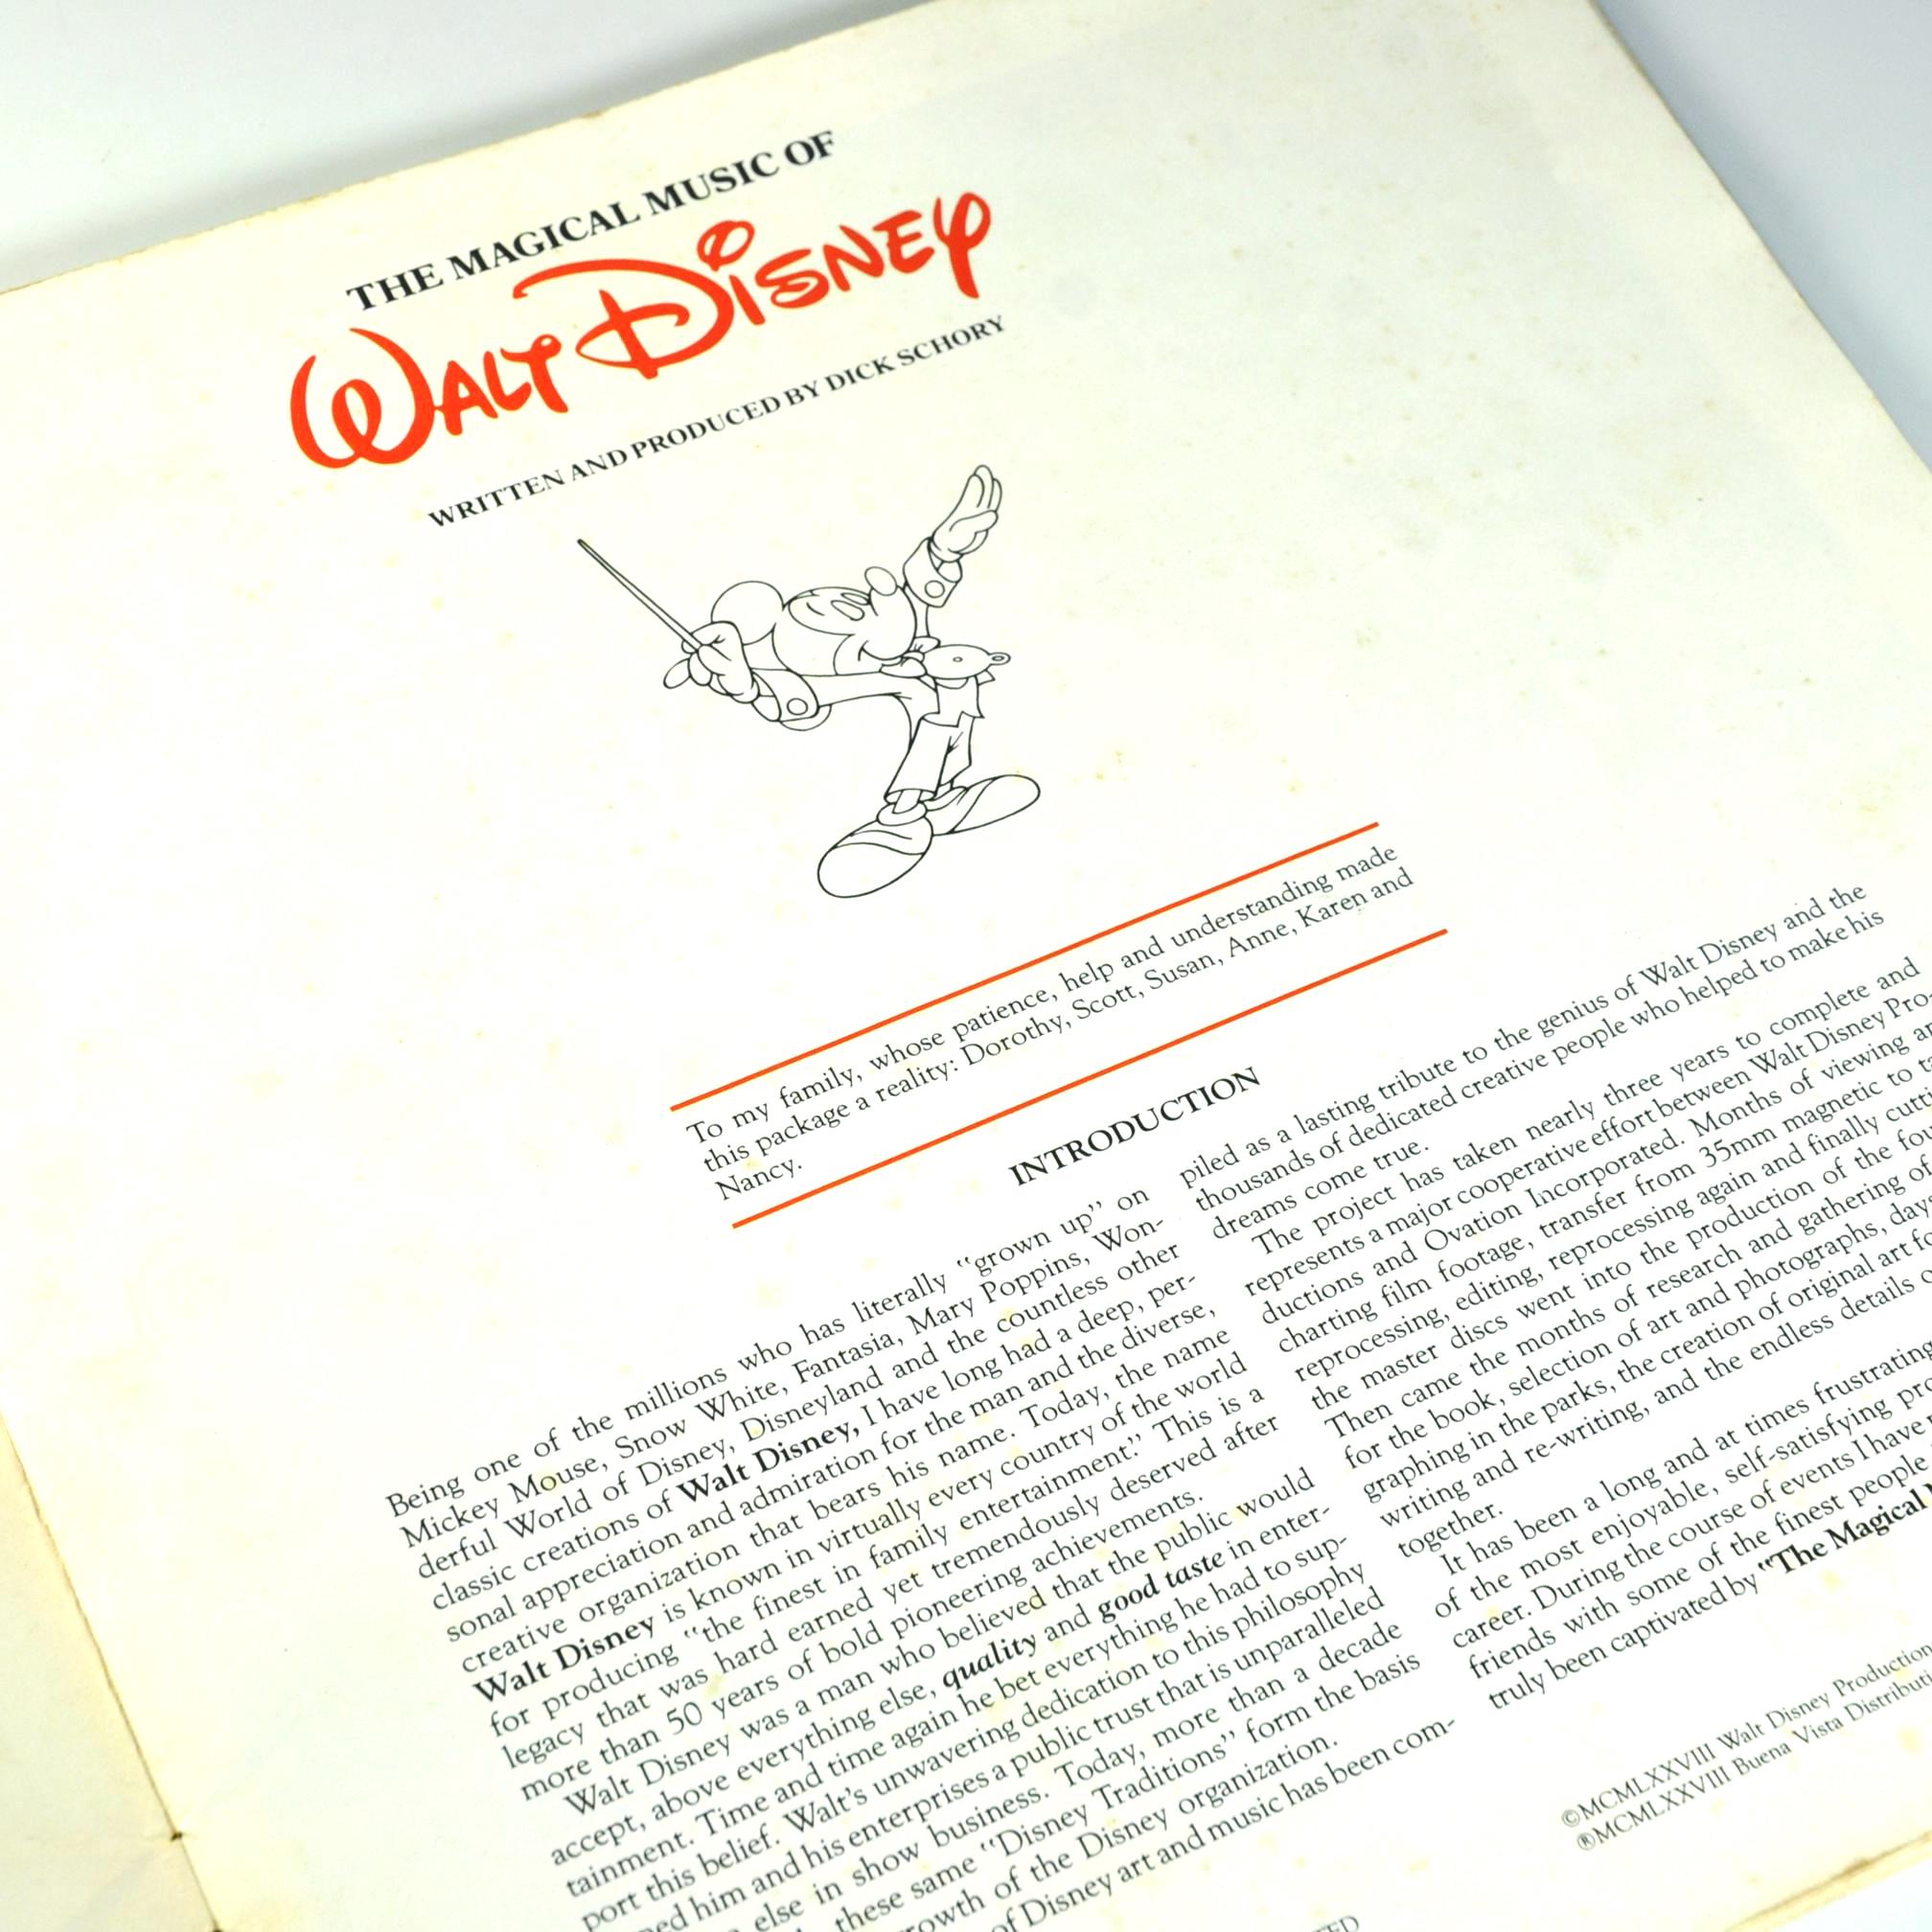 THE MAGICAL MUSIC OF
WALT DISNEY
WRITTEN AND PRODUCED BY DICK SCHORY
To my family, whose patience, help and understanding made
this package a reality: Dorothy, Scott, Susan, Anne, Karen and
Nancy.
INTRODUCTION
Being one of the millions who has literally "grown up" on
Mickey Mouse, Snow White, Fantasia, Mary Poppins, Won-
derful World of Disney, Disneyland and the countless other
classic creations of Walt Disney, I have long had a deep, per-
sonal appreciation and admiration for the man and the diverse,
creative organization that bears his name. Today, the name
Walt Disney is known in virtually every country of the world
for producing "the finest in family entertainment." This is a
legacy that was hard earned yet tremendously deserved after
more than 50 years of bold pioneering achievements.
Walt Disney was a man who believed that the public would
accept, above everything else, quality and good taste in enter-
tainment. Time and time again he bet everything he had to sup-
port this belief. Walt's unwavering dedication to this philosophy
him and his enterprises a public trust that is unparalleled
else in show business. Today, more than a decade
these same "Disney Traditions" form the basis
of the Disney organization.
of Disney art and music has been com-
piled as a lasting tribute to the genius of Walt Disney and the
thousands of dedicated creative people who helped to make his
dreams come true.
The project has taken nearly three years to complete and
represents a major cooperative effort between Walt Disney Pro-
ductions and Ovation Incorporated. Months of viewing
charting film footage, transfer from 35mm magnetic to
reprocessing, editing, reprocessing again and finally
the master discs went into the production of the
Then came the months of research and gathering of
for the book, selection of art and photographs,
graphing in the parks, the creation of original art
writing and re-writing, and the endless details
together.
It has been a long and at times frustrating
of the most enjoyable, self-satisfying
career. During the course of events I have
friends with some of the finest people
truly been captivated by "The Magical
©MCMLXXVIII Walt Disney Production
®MCMLXXVIII Buena Vista